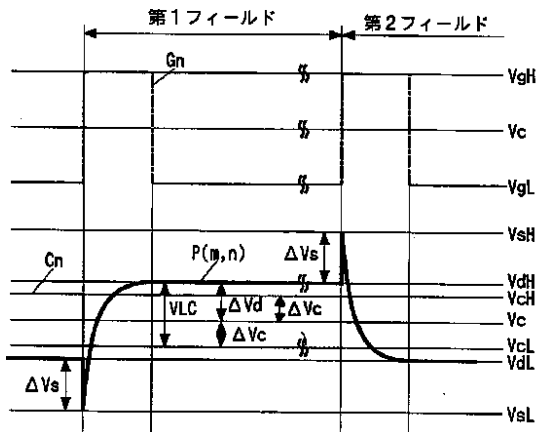 第1フィールド
第2フィールド
Gn
VgH
Vc
VgL
VsH
ΔVs
P(m,n)
Cn
VdH
VcH
VLC
ΔVd
ΔVc
Vc
ΔVc
VcL
VdL
ΔVs
VsL